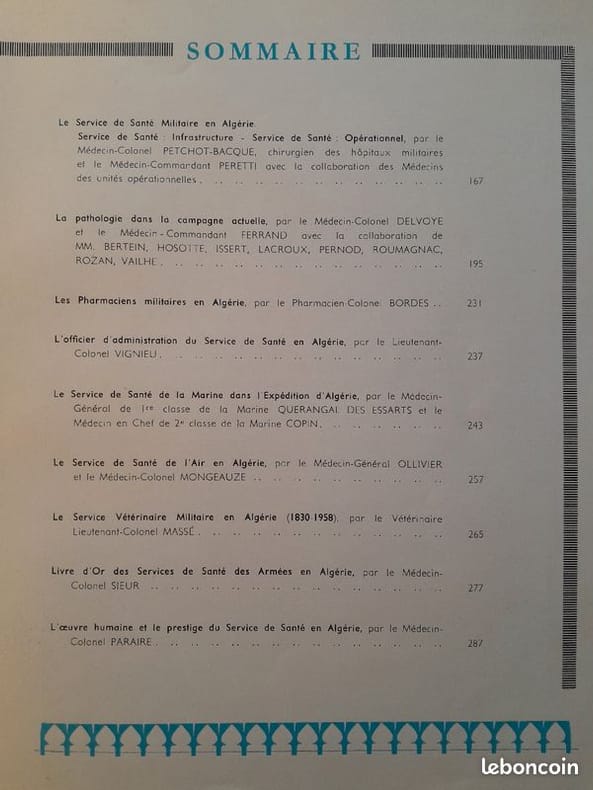 SOMMAIRE
Le Service de Santé Militaire en Algérie.
Service de Santé : Infrastructure - Service de Santé : Opérationnel, par le
Médecin-Colonel PETCHOT-BACQUE, chirurgien des hôpitaux militaires
et le Médecin-Commandant PERETTI avec la collaboration des Médecins
des unités opérationnelles . .. .. .. .. .. .. .. .. .. .. .. .. 167
La pathologie dans la campagne actuelle, par le Médecin-Colonel DELVOYE
et le Médecin-Commandant FERRAND avec la collaboration de
MM. BERTEIN, HOSOTTE, ISSERT, LACROUX, PERNOD, ROUMAGNAC,
ROZAN, VAILHE . .. .. .. .. .. .. .. .. .. .. .. .. .. .. 195
Les Pharmaciens militaires en Algérie, par le Pharmacien-Colonel BORDES .. 231
L'officier d'administration du Service de Santé en Algérie, par le Lieutenant-
Colonel VIGNIEU . .. .. .. .. .. .. .. .. .. .. .. .. .. .. 237
Le Service de Santé de la Marine dans l'Expédition d'Algérie, par le Médecin-
Général de 1re classe de la Marine QUERANGAL DES ESSARTS et le
Médecin en Chef de 2e classe de la Marine COPIN . .. .. .. .. .. .. 243
Le Service de Santé de l'Air en Algérie, par le Médecin-Général OLLIVIER
et le Médecin-Colonel MONGEAUZE .. .. .. .. .. .. .. .. .. .. 257
Le Service Vétérinaire Militaire en Algérie (1830-1958), par le Vétérinaire
Lieutenant-Colonel MASSÉ . .. .. .. .. .. .. .. .. .. .. .. .. 265
Livre d'Or des Services de Santé des Armées en Algérie, par le Médecin-
Colonel SIEUR .. .. .. .. .. .. .. .. .. .. .. .. .. .. .. 277
L'œuvre humaine et le prestige du Service de Santé en Algérie, par le Médecin-
Colonel PARAIRE . .. .. .. .. .. .. .. .. .. .. .. .. .. .. 287
leboncoin